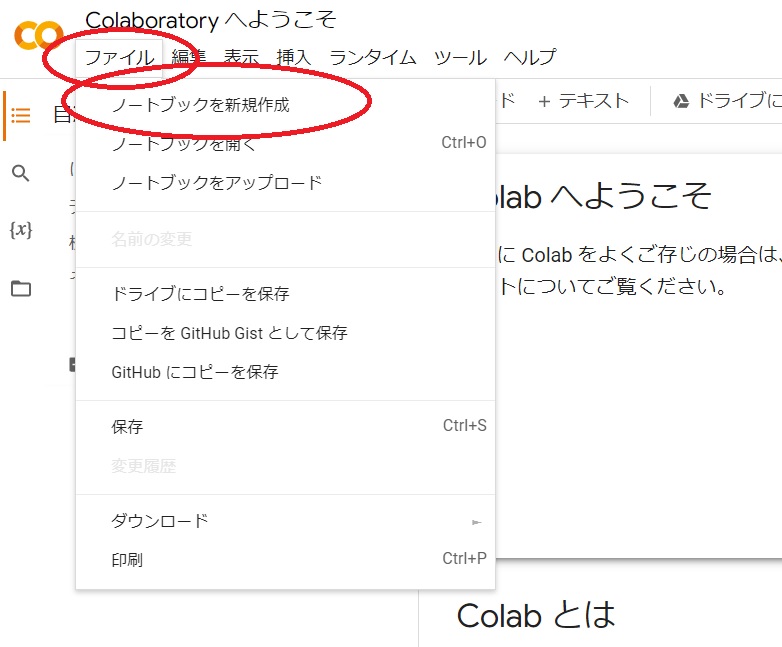 Colaboratory へようこそ
ファイル 編集 表示 挿入 ランタイム ツール ヘルプ
ド + テキスト ドライブに
ノートブックを新規作成
ノートブックを開く Ctrl+O
ノートブックをアップロード
名前の変更
ドライブにコピーを保存
コピーを GitHub Gist として保存
GitHub にコピーを保存
保存 Ctrl+S
変更履歴
ダウンロード
印刷 Ctrl+P
目
{x}
olab へようこそ
に Colab をよくご存じの場合は、
トについてご覧ください。
Colab とは